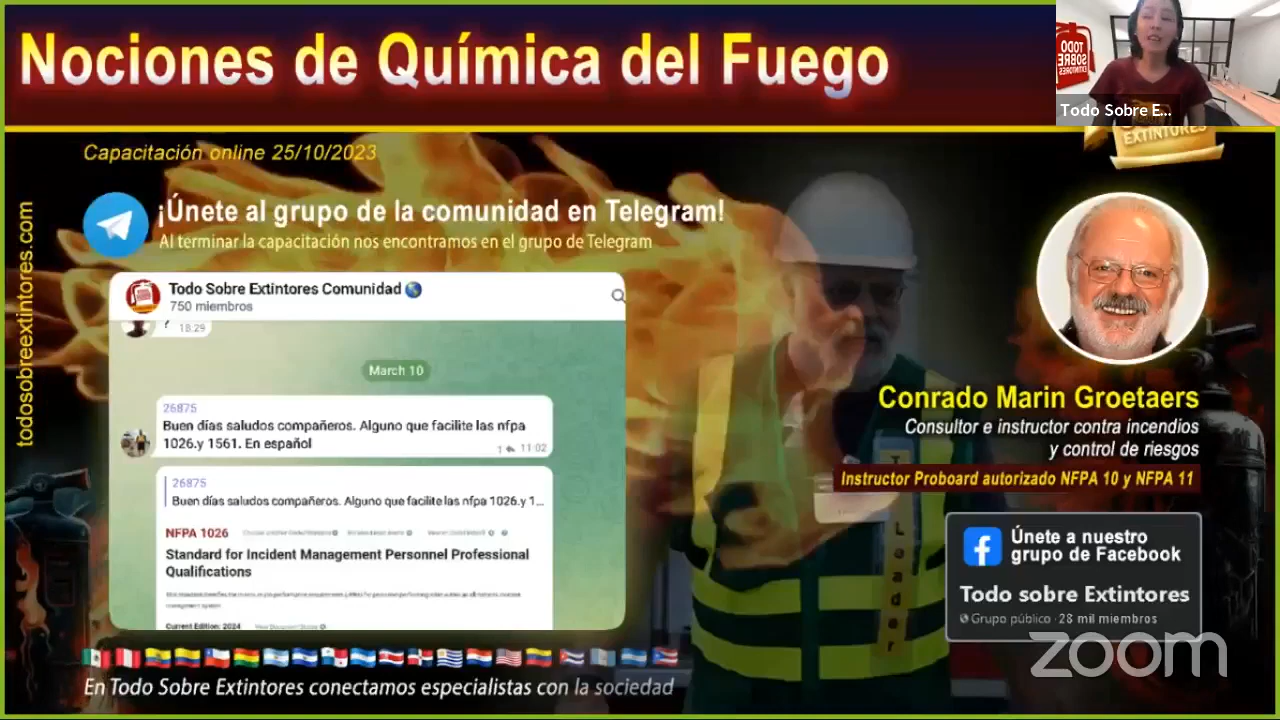 Nociones de Química del Fuego
TODO
SOBRE
EXTINTORES
Todo Sobre E...
EXTINTORES
Capacitación online 25/10/2023
todosobreextintores.com
¡Únete al grupo de la comunidad en Telegram!
Al terminar la capacitación nos encontramos en el grupo de Telegram
Todo Sobre Extintores Comunidad
750 miembros
? 18:29
March 10
26875
Buen días saludos compañeros. Alguno que facilite las nfpa
1026.y 1561. En español
1 11:02
26875
Buen días saludos compañeros. Alguno que facilite las nfpa 1026.y 1...
NFPA 1026
Standard for Incident Management Personnel Professional
Qualifications
Current Edition: 2024
Leader
Conrado Marin Groetaers
Consultor e instructor contra incendios
y control de riesgos
Instructor Proboard autorizado NFPA 10 y NFPA 11
Únete a nuestro
grupo de Facebook
Todo sobre Extintores
Grupo público · 28 mil miembros
zoom
En Todo Sobre Extintores conectamos especialistas con la sociedad